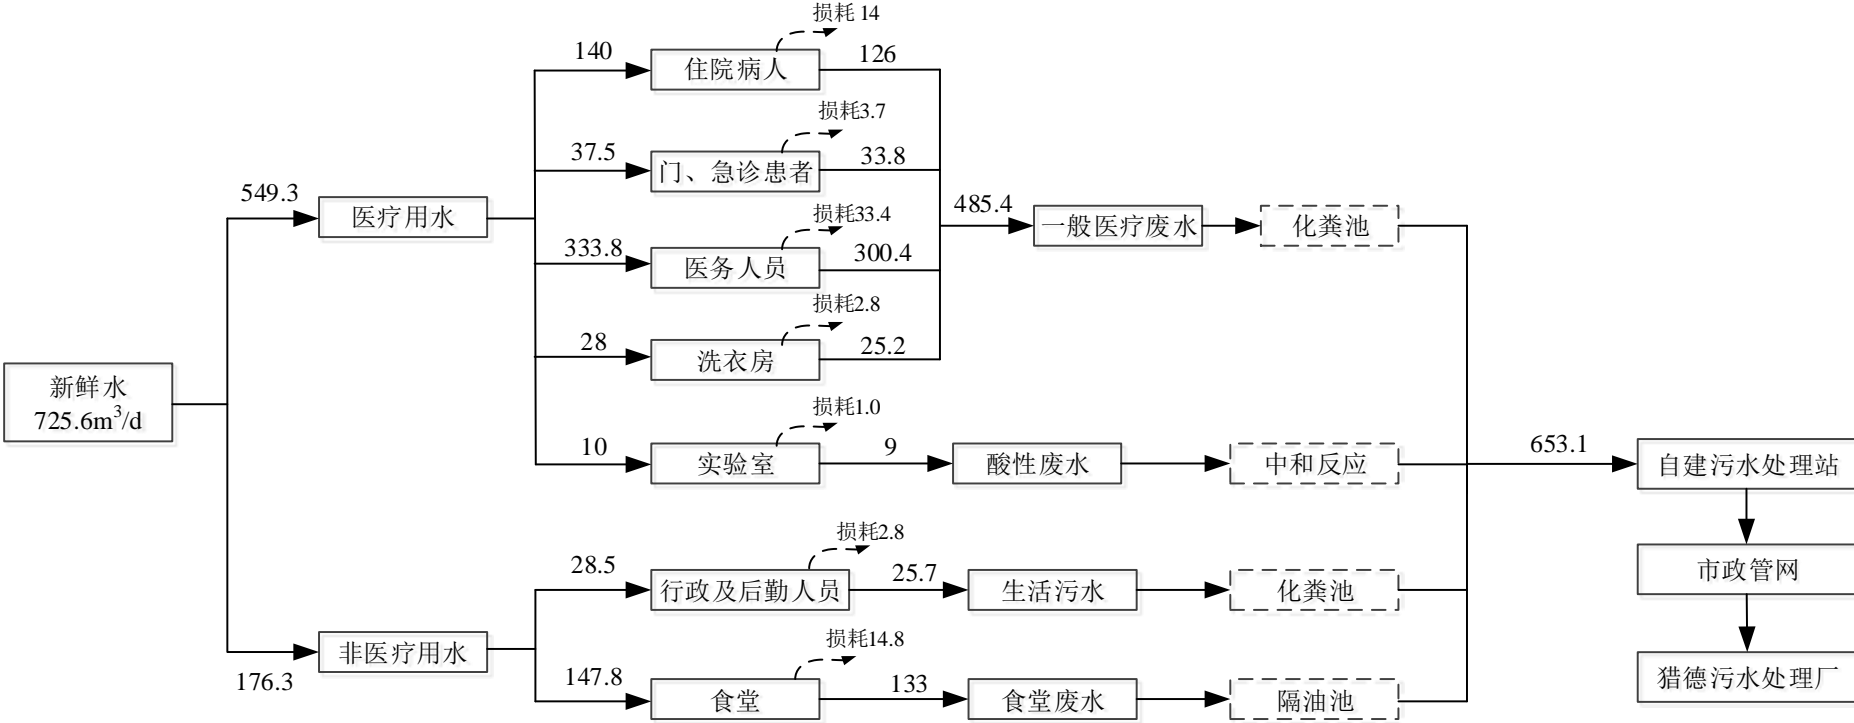 损耗 14
140
住院病人
126
损耗3.7
37.5
门、急诊患者
33.8
549.3
医疗用水
损耗33.4
333.8
医务人员
300.4
485.4
一般医疗废水
化粪池
损耗2.8
28
洗衣房
25.2
新鲜水
725.6m³/d
损耗1.0
10
实验室
9
酸性废水
中和反应
653.1
自建污水处理站
损耗2.8
28.5
行政及后勤人员
25.7
生活污水
化粪池
市政管网
非医疗用水
176.3
损耗14.8
147.8
食堂
133
食堂废水
隔油池
猎德污水处理厂